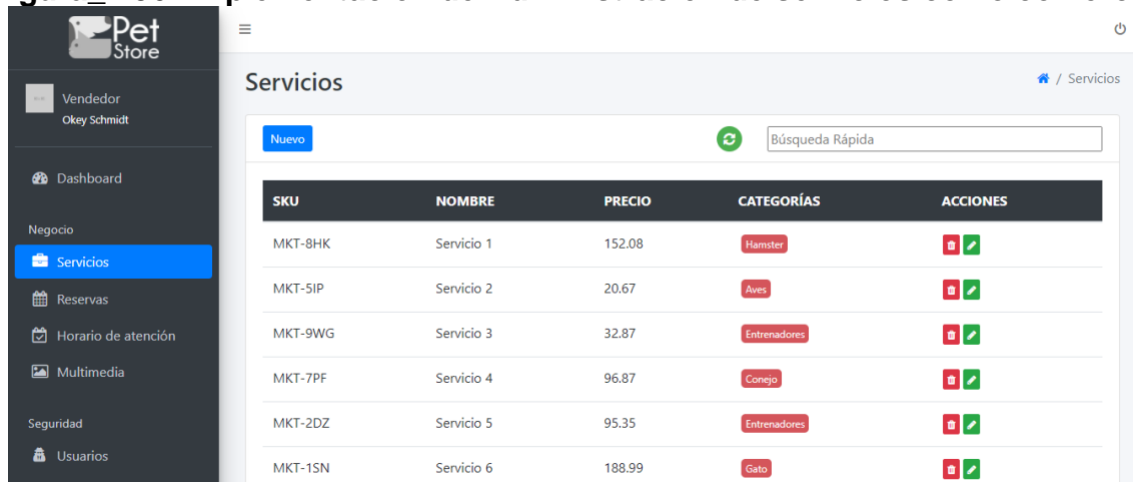 Pet
Store
Servicios
/ Servicios
Vendedor
Okey Schmidt
Nuevo
Búsqueda Rápida
Dashboard
SKU NOMBRE PRECIO CATEGORÍAS ACCIONES
Negocio
MKT-8HK Servicio 1 152.08 Hamster
Servicios
MKT-5IP Servicio 2 20.67 Aves
Reservas
MKT-9WG Servicio 3 32.87 Entrenadores
Horario de atención
MKT-7PF Servicio 4 96.87 Conejo
Multimedia
MKT-2DZ Servicio 5 95.35 Entrenadores
Seguridad
Usuarios
MKT-1SN Servicio 6 188.99 Gato